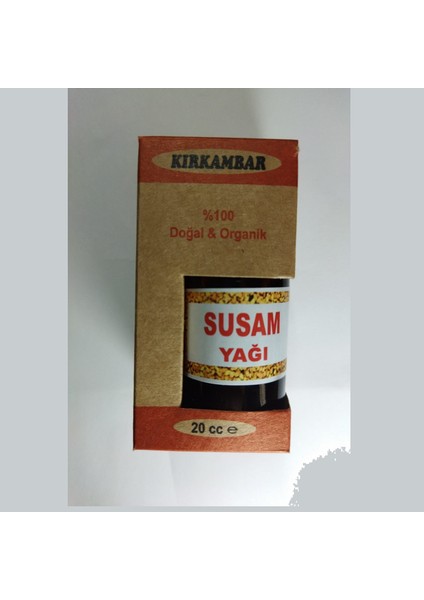 KIRKAMBAR
%100
Doğal & Organik
SUSAM
YAĞI
20 cc ℮